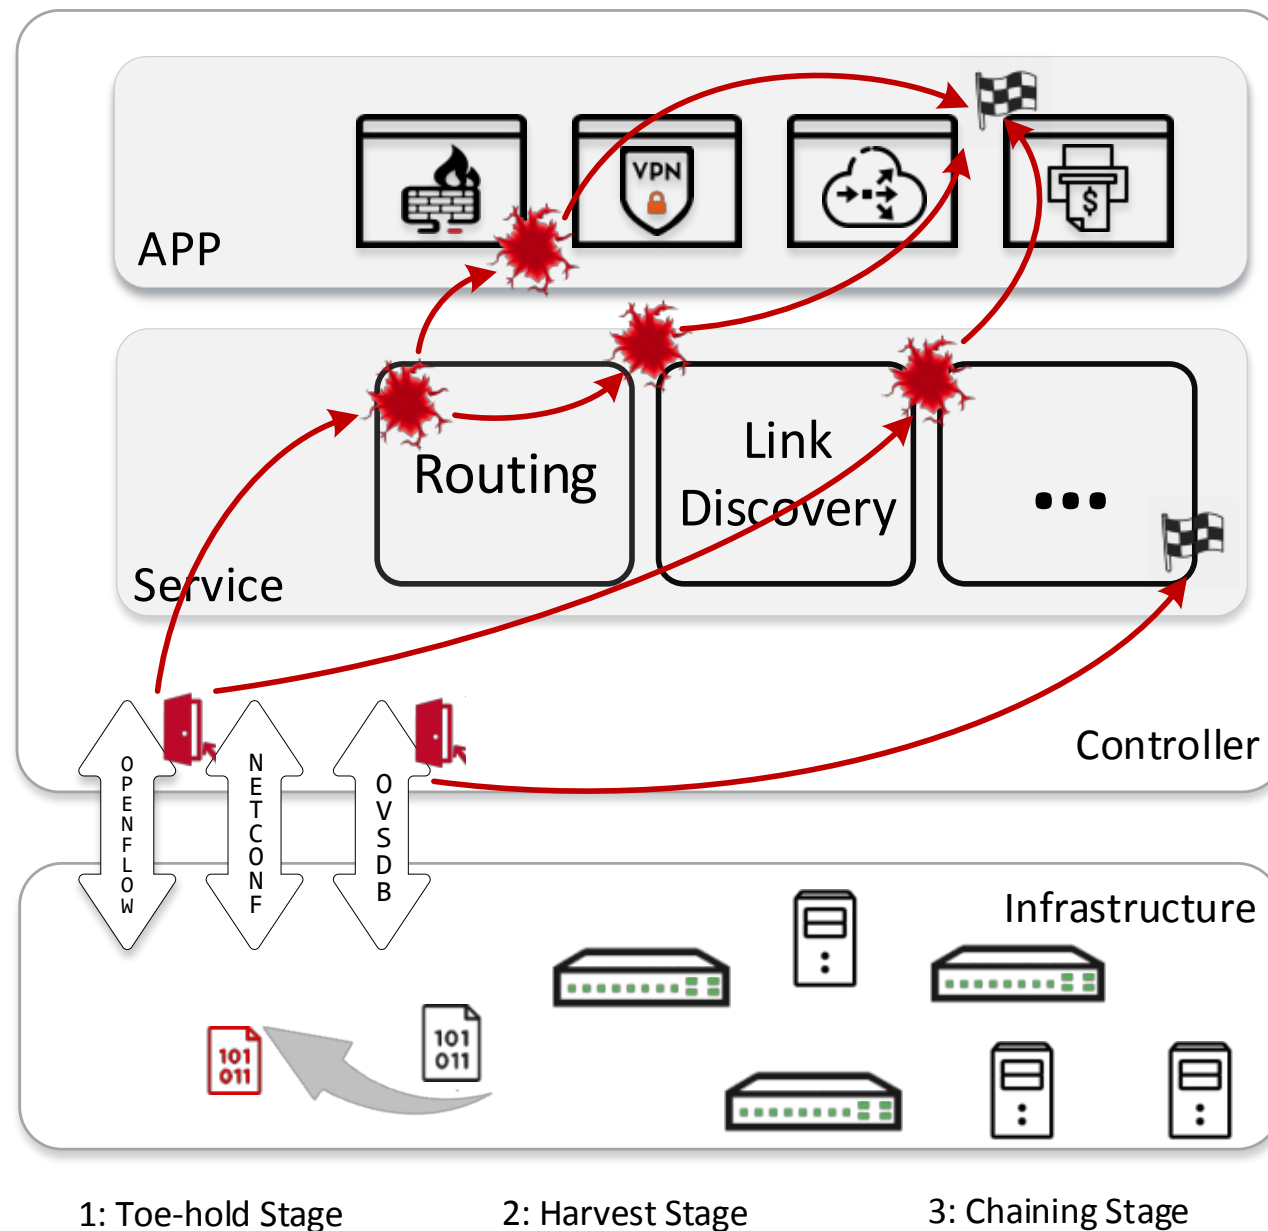 VPN
$
APP
Link
Discovery
Routing
...
Service
Controller
OPENFLOW
NETCONF
OVSDB
Infrastructure
101
011
101
011
1: Toe-hold Stage
2: Harvest Stage
3: Chaining Stage